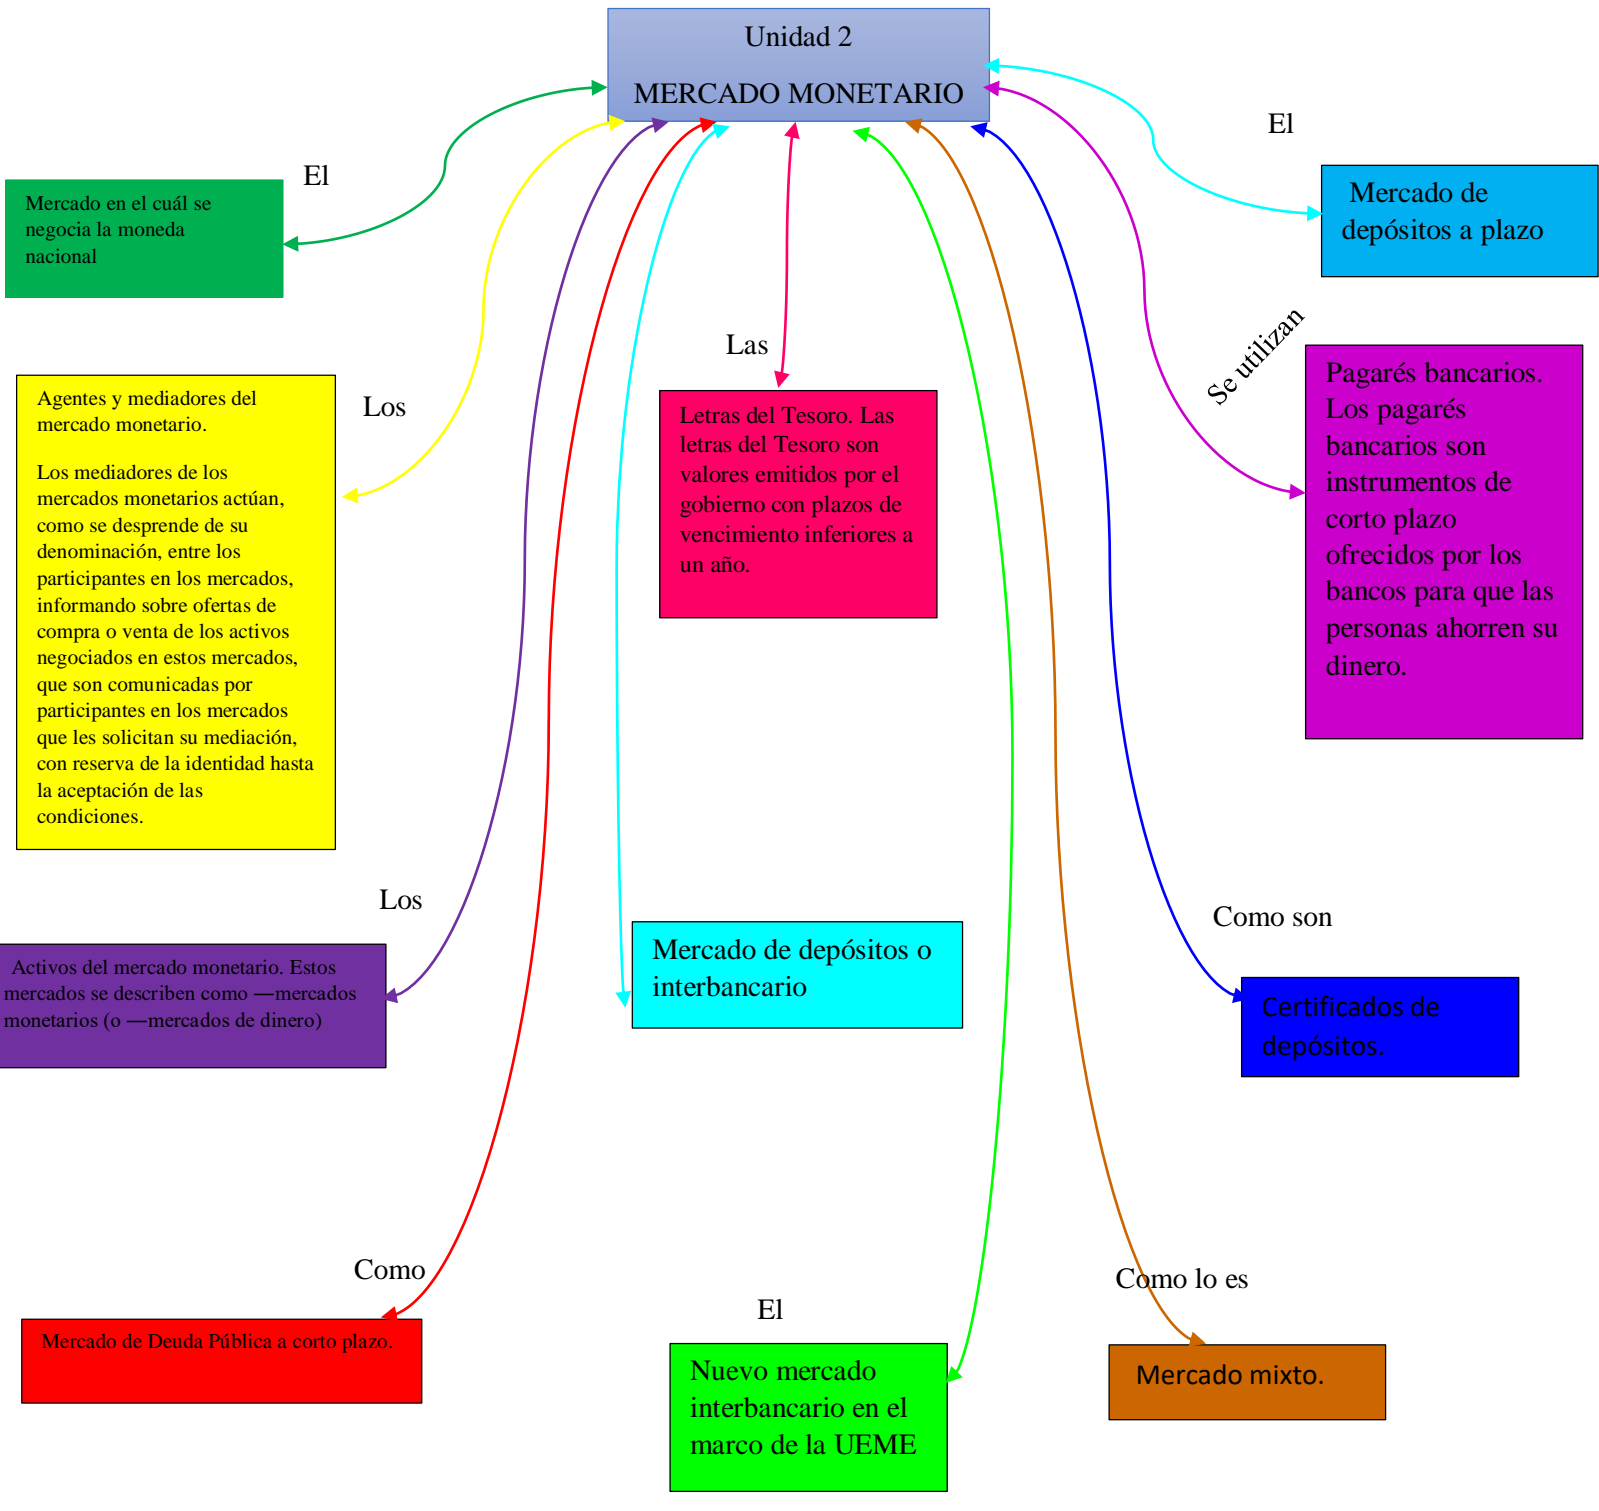 Unidad 2
MERCADO MONETARIO
El
Mercado en el cuál se
negocia la moneda
nacional
El
Mercado de
depósitos a plazo
Los
Agentes y mediadores del
mercado monetario.
Los mediadores de los
mercados monetarios actúan,
como se desprende de su
denominación, entre los
participantes en los mercados,
informando sobre ofertas de
compra o venta de los activos
negociados en estos mercados,
que son comunicadas por
participantes en los mercados
que les solicitan su mediación,
con reserva de la identidad hasta
la aceptación de las
condiciones.
Las
Letras del Tesoro. Las
letras del Tesoro son
valores emitidos por el
gobierno con plazos de
vencimiento inferiores a
un año.
Se utilizan
Pagarés bancarios.
Los pagarés
bancarios son
instrumentos de
corto plazo
ofrecidos por los
bancos para que las
personas ahorren su
dinero.
Los
Activos del mercado monetario. Estos
mercados se describen como ―mercados
monetarios (o ―mercados de dinero)
Mercado de depósitos o
interbancario
Como son
Certificados de
depósitos.
Como
Mercado de Deuda Pública a corto plazo.
El
Nuevo mercado
interbancario en el
marco de la UEME
Como lo es
Mercado mixto.